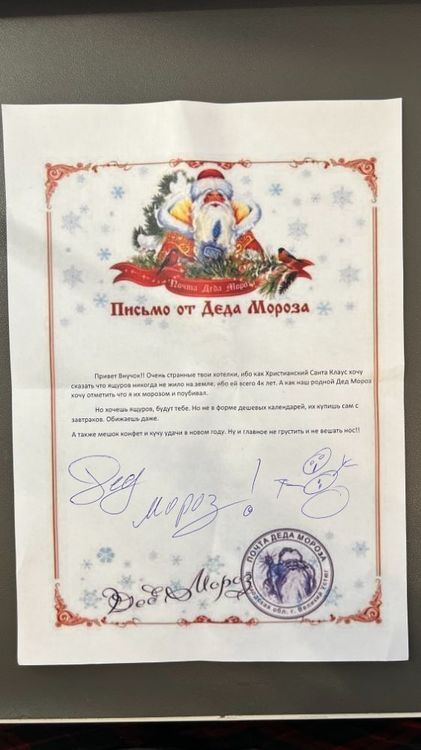 Почта Деда Мороза
Письмо от Деда Мороза
Привет Внучок!! Очень странные твои хотелки, ибо как Христианский Санта Клаус хочу
сказать что ящуров никогда не жило на земле, ибо ей всего 4к лет. А как наш родной Дед Мороз
хочу отметить что я их морозом и поубивал.
Но хочешь ящуров, будут тебе. Но не в форме дешевых календарей, их купишь сам с
завтраков. Обижаешь даже.
А также мешок конфет и кучу удачи в новом году. Ну и главное не грустить и не вешать нос!!
Дед
мороз!
Дед Мороз
ПОЧТА ДЕДА МОРОЗА
обл. г. Великий Устюг